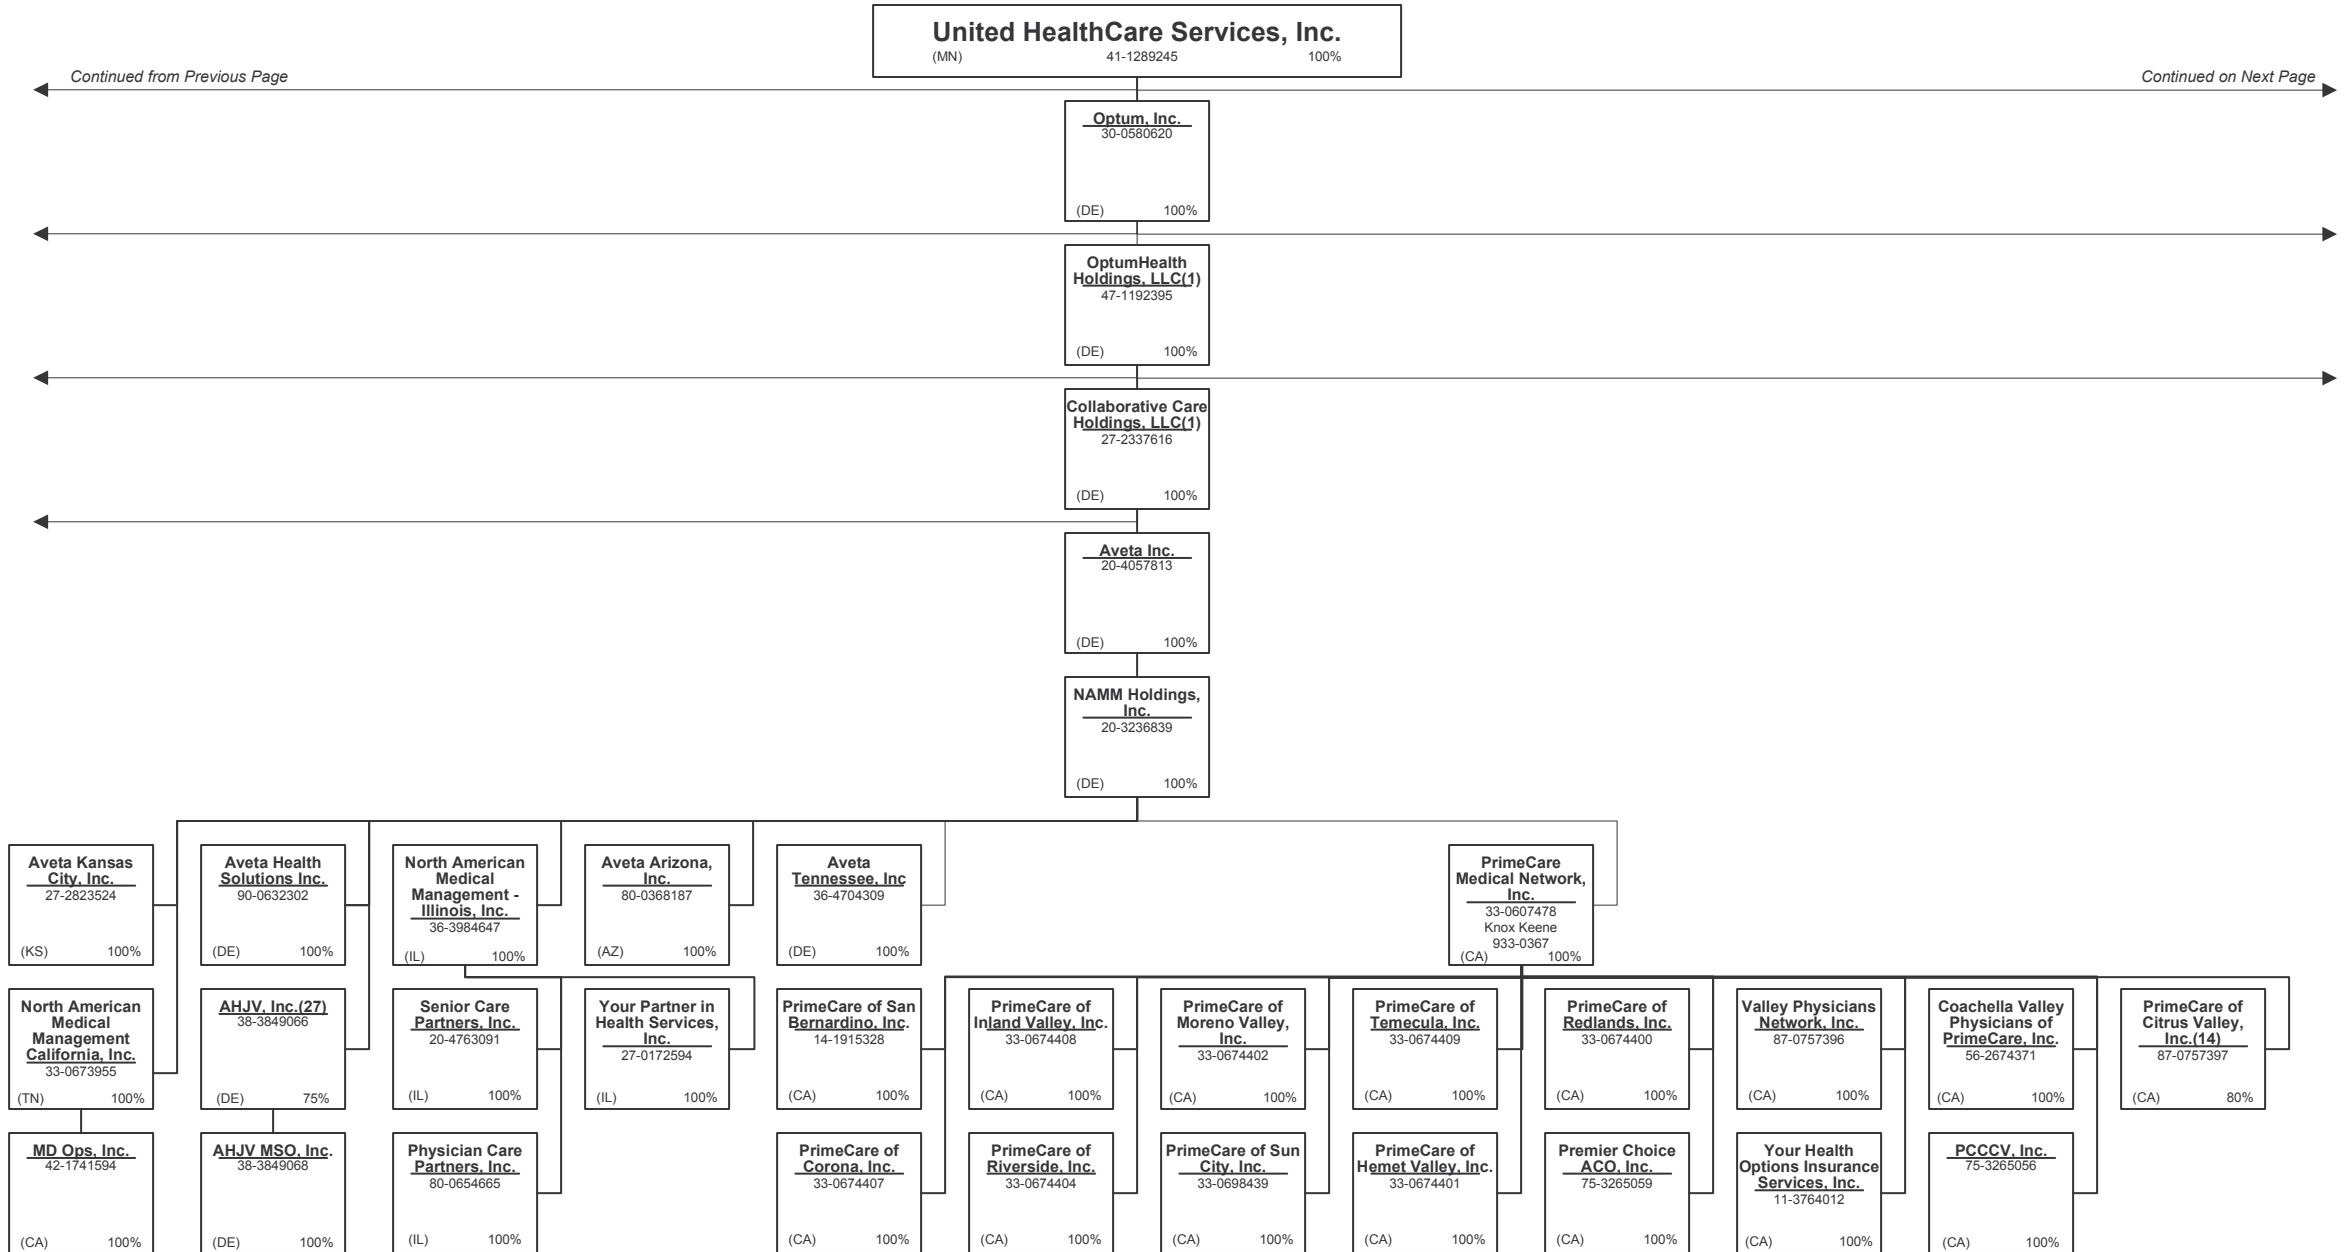 United HealthCare Services, Inc.
(MN) 41-1289245 100%
Continued from Previous Page
Continued on Next Page
Optum, Inc.
30-0580620
(DE) 100%
OptumHealth
Holdings, LLC(1)
47-1192395
(DE) 100%
Collaborative Care
Holdings, LLC(1)
27-2337616
(DE) 100%
Aveta Inc.
20-4057813
(DE) 100%
NAMM Holdings,
Inc.
20-3236839
(DE) 100%
Aveta Kansas
City, Inc.
27-2823524
(KS) 100%
Aveta Health
Solutions Inc.
90-0632302
(DE) 100%
North American
Medical
Management -
Illinois, Inc.
36-3984647
(IL) 100%
Aveta Arizona,
Inc.
80-0368187
(AZ) 100%
Aveta
Tennessee, Inc
36-4704309
(DE) 100%
PrimeCare
Medical Network,
Inc.
33-0607478
Knox Keene
933-0367
(CA) 100%
North American
Medical
Management
California, Inc.
33-0673955
(TN) 100%
AHJV, Inc.(27)
38-3849066
(DE) 75%
Senior Care
Partners, Inc.
20-4763091
(IL) 100%
Your Partner in
Health Services,
Inc.
27-0172594
(IL) 100%
PrimeCare of San
Bernardino, Inc.
14-1915328
(CA) 100%
PrimeCare of
Inland Valley, Inc.
33-0674408
(CA) 100%
PrimeCare of
Moreno Valley,
Inc.
33-0674402
(CA) 100%
PrimeCare of
Temecula, Inc.
33-0674409
(CA) 100%
PrimeCare of
Redlands, Inc.
33-0674400
(CA) 100%
Valley Physicians
Network, Inc.
87-0757396
(CA) 100%
Coachella Valley
Physicians of
PrimeCare, Inc.
56-2674371
(CA) 100%
PrimeCare of
Citrus Valley,
Inc.(14)
87-0757397
(CA) 80%
MD Ops, Inc.
42-1741594
(CA) 100%
AHJV MSO, Inc.
38-3849068
(DE) 100%
Physician Care
Partners, Inc.
80-0654665
(IL) 100%
PrimeCare of
Corona, Inc.
33-0674407
(CA) 100%
PrimeCare of
Riverside, Inc.
33-0674404
(CA) 100%
PrimeCare of Sun
City, Inc.
33-0698439
(CA) 100%
PrimeCare of
Hemet Valley, Inc.
33-0674401
(CA) 100%
Premier Choice
ACO, Inc.
75-3265059
(CA) 100%
Your Health
Options Insurance
Services, Inc.
11-3764012
(CA) 100%
PCCCV, Inc.
75-3265056
(CA) 100%